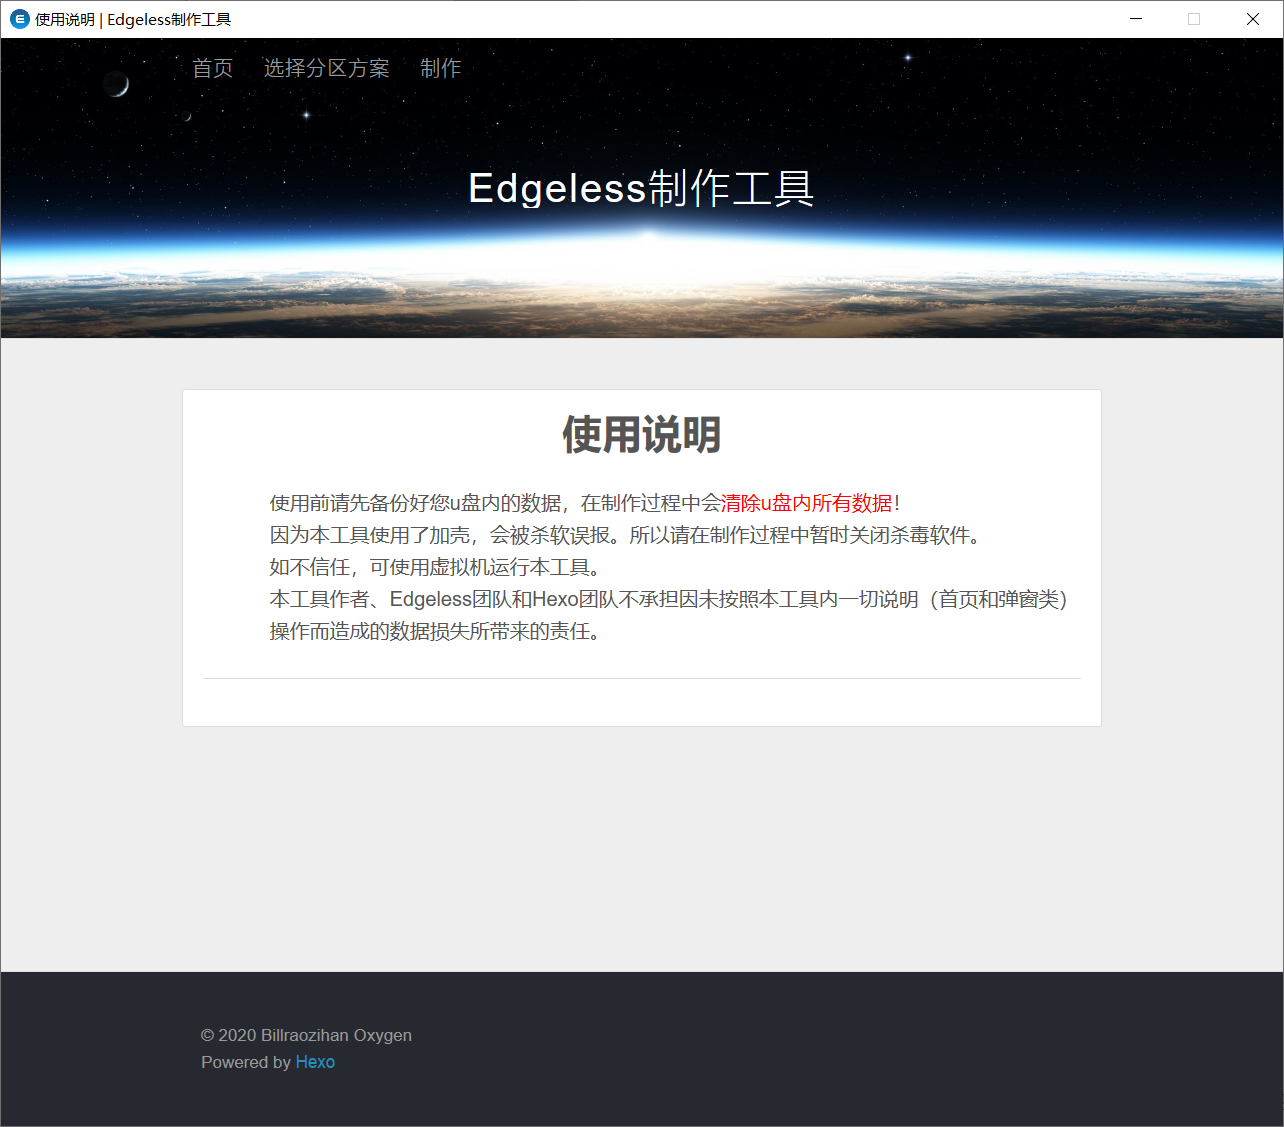 使用说明 | Edgeless制作工具
首页 选择分区方案 制作
Edgeless制作工具
使用说明
使用前请先备份好您u盘内的数据，在制作过程中会清除u盘内所有数据！
因为本工具使用了加壳，会被杀软误报。所以请在制作过程中暂时关闭杀毒软件。
如不信任，可使用虚拟机运行本工具。
本工具作者、Edgeless团队和Hexo团队不承担因未按照本工具内一切说明（首页和弹窗类）
操作而造成的数据损失所带来的责任。
© 2020 Billraozihan Oxygen
Powered by Hexo